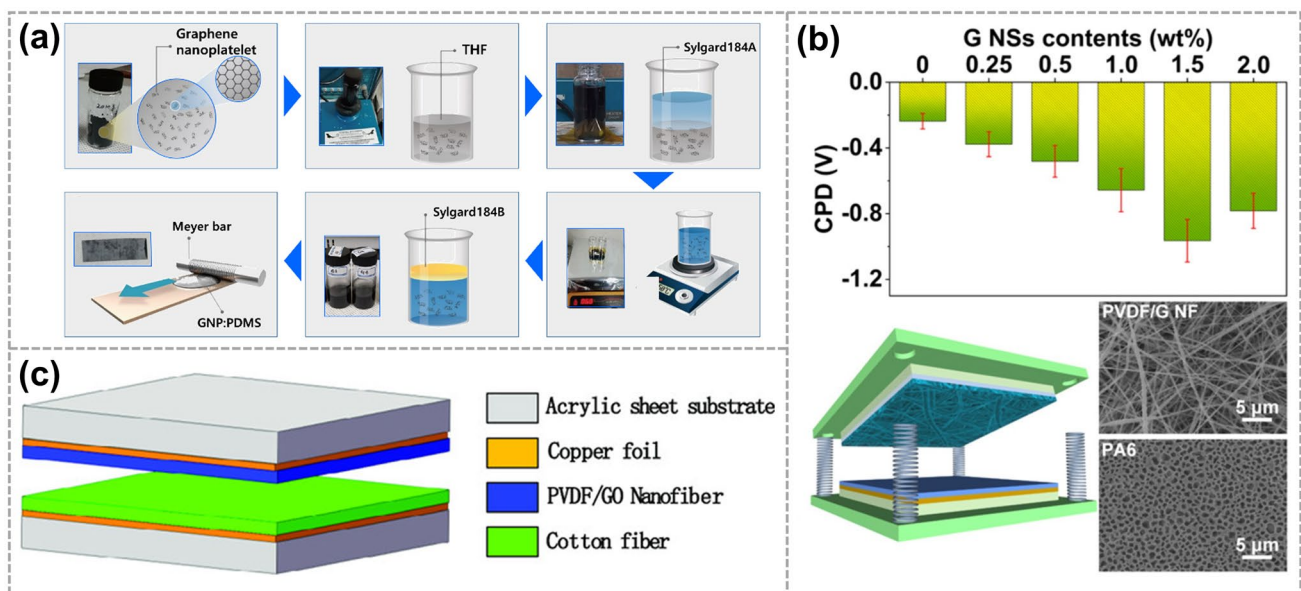 (a)
Graphene
nanoplatelet
THF
Sylgard184A
Meyer bar
GNP:PDMS
Sylgard184B
(b)
G NSs contents (wt%)
0 0.25 0.5 1.0 1.5 2.0
0.0
-0.4
-0.8
-1.2
CPD (V)
PVDF/G NF
5 μm
PA6
5 μm
(c)
Acrylic sheet substrate
Copper foil
PVDF/GO Nanofiber
Cotton fiber